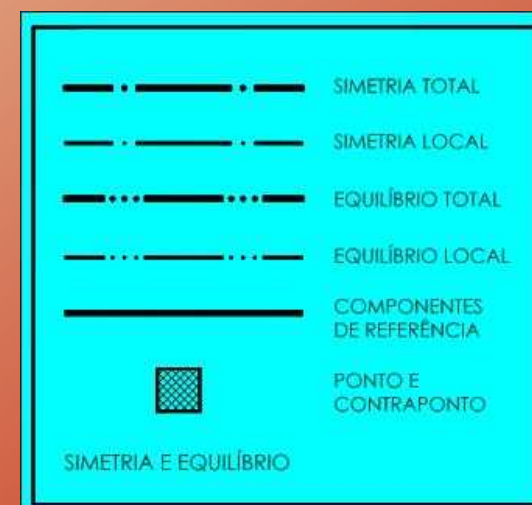 SIMETRIA TOTAL
SIMETRIA LOCAL
EQUILÍBRIO TOTAL
EQUILÍBRIO LOCAL
COMPONENTES
DE REFERÊNCIA
PONTO E
CONTRAPONTO
SIMETRIA E EQUILÍBRIO